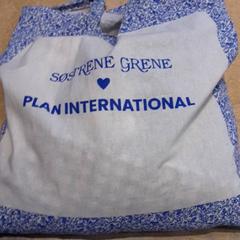 SØSTRENE GRENE
♥
PLAN INTERNATIONAL